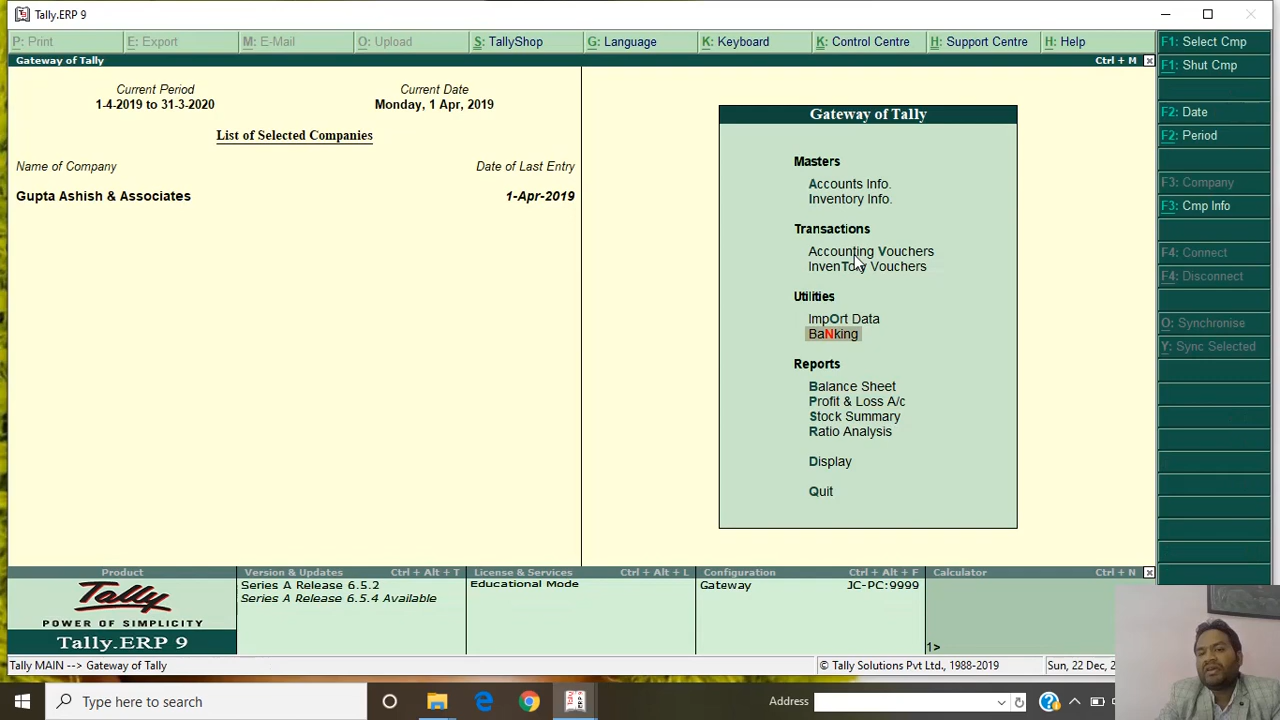 Tally.ERP 9
P: Print
E: Export
M: E-Mail
O: Upload
S: TallyShop
G: Language
K: Keyboard
K: Control Centre
H: Support Centre
H: Help
Gateway of Tally
Ctrl + M
Current Period
1-4-2019 to 31-3-2020
Current Date
Monday, 1 Apr, 2019
List of Selected Companies
Name of Company
Date of Last Entry
Gupta Ashish & Associates
1-Apr-2019
Gateway of Tally
Masters
Accounts Info.
Inventory Info.
Transactions
Accounting Vouchers
InvenTory Vouchers
Utilities
ImpOrt Data
BaNking
Reports
Balance Sheet
Profit & Loss A/c
Stock Summary
Ratio Analysis
Display
Quit
F1: Select Cmp
F1: Shut Cmp
F2: Date
F2: Period
F3: Company
F3: Cmp Info
F4: Connect
F4: Disconnect
O: Synchronise
Y: Sync Selected
Product
Tally
POWER OF SIMPLICITY
Tally.ERP 9
Version & Updates
Ctrl + Alt + T
Series A Release 6.5.2
Series A Release 6.5.4 Available
License & Services
Ctrl + Alt + L
Educational Mode
Configuration
Ctrl + Alt + F
Gateway
JC-PC:9999
Calculator
Ctrl + N
1>
Tally MAIN --> Gateway of Tally
© Tally Solutions Pvt Ltd., 1988-2019
Sun, 22 Dec, 2
Type here to search
Address